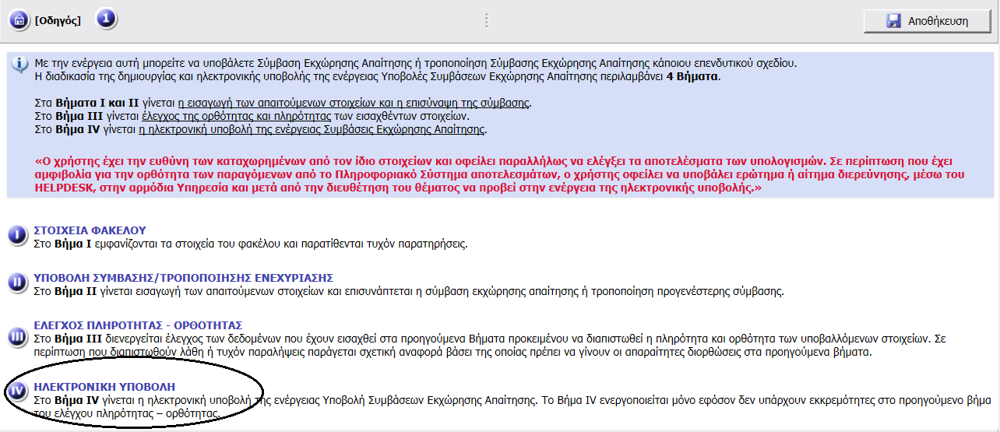 [Οδηγός] 1 Αποθήκευση
Με την ενέργεια αυτή μπορείτε να υποβάλετε Σύμβαση Εκχώρησης Απαίτησης ή τροποποίηση Σύμβασης Εκχώρησης Απαίτησης κάποιου επενδυτικού σχεδίου.
Η διαδικασία της δημιουργίας και ηλεκτρονικής υποβολής της ενέργειας Υποβολές Συμβάσεων Εκχώρησης Απαίτησης περιλαμβάνει 4 Βήματα.
Στα Βήματα Ι και ΙΙ γίνεται η εισαγωγή των απαιτούμενων στοιχείων και η επισύναψη της σύμβασης.
Στο Βήμα ΙΙΙ γίνεται έλεγχος της ορθότητας και πληρότητας των εισαχθέντων στοιχείων.
Στο Βήμα IV γίνεται η ηλεκτρονική υποβολή της ενέργειας Συμβάσεις Εκχώρησης Απαίτησης.
«Ο χρήστης έχει την ευθύνη των καταχωρημένων από τον ίδιο στοιχείων και οφείλει παραλλήλως να ελέγξει τα αποτελέσματα των υπολογισμών. Σε περίπτωση που έχει
αμφιβολία για την ορθότητα των παραγόμενων από το Πληροφοριακό Σύστημα αποτελεσμάτων, ο χρήστης οφείλει να υποβάλει ερώτημα ή αίτημα διερεύνησης, μέσω του
HELPDESK, στην αρμόδια Υπηρεσία και μετά από την διευθέτηση του θέματος να προβεί στην ενέργεια της ηλεκτρονικής υποβολής.»
I ΣΤΟΙΧΕΙΑ ΦΑΚΕΛΟΥ
Στο Βήμα Ι εμφανίζονται τα στοιχεία του φακέλου και παρατίθενται τυχόν παρατηρήσεις.
II ΥΠΟΒΟΛΗ ΣΥΜΒΑΣΗΣ/ΤΡΟΠΟΠΟΙΗΣΗΣ ΕΝΕΧΥΡΙΑΣΗΣ
Στο Βήμα ΙΙ γίνεται εισαγωγή των απαιτούμενων στοιχείων και επισυνάπτεται η σύμβαση εκχώρησης απαίτησης ή τροποποίηση προγενέστερης σύμβασης.
III ΕΛΕΓΧΟΣ ΠΛΗΡΟΤΗΤΑΣ - ΟΡΘΟΤΗΤΑΣ
Στο Βήμα ΙΙΙ διενεργείται έλεγχος των δεδομένων που έχουν εισαχθεί στα προηγούμενα Βήματα προκειμένου να διαπιστωθεί η πληρότητα και ορθότητα των υποβαλλόμενων στοιχείων. Σε
περίπτωση που διαπιστωθούν λάθη ή τυχόν παραλήψεις παράγεται σχετική αναφορά βάσει της οποίας πρέπει να γίνουν οι απαραίτητες διορθώσεις στα προηγούμενα βήματα.
IV ΗΛΕΚΤΡΟΝΙΚΗ ΥΠΟΒΟΛΗ
Στο Βήμα IV γίνεται η ηλεκτρονική υποβολή της ενέργειας Υποβολή Συμβάσεων Εκχώρησης Απαίτησης. Το Βήμα IV ενεργοποιείται μόνο εφόσον δεν υπάρχουν εκκρεμότητες στο προηγούμενο βήμα
του ελέγχου πληρότητας – ορθότητας.